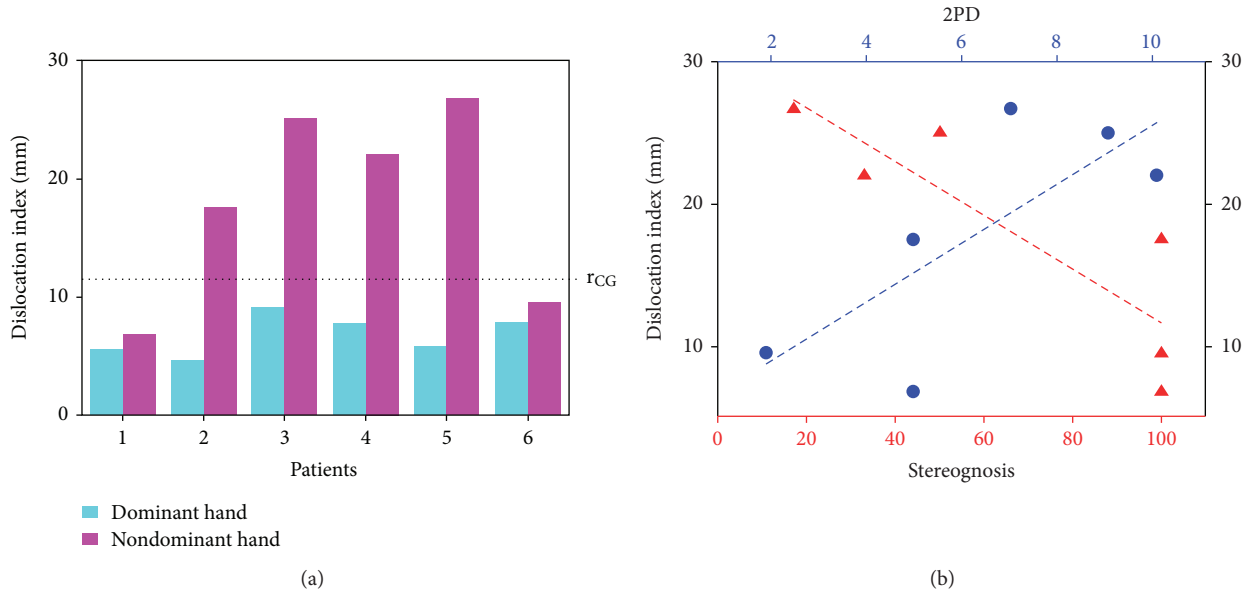 30
20
10
0
Dislocation index (mm)
r_CG
1 2 3 4 5 6
Patients
Dominant hand
Nondominant hand
(a)
2PD
2 4 6 8 10
30
20
10
Dislocation index (mm)
30
20
10
0 20 40 60 80 100
Stereognosis
(b)